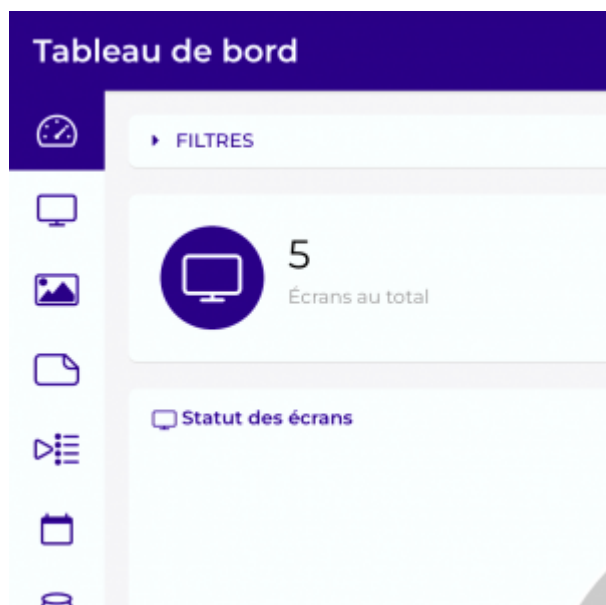 Tableau de bord
FILTRES
5
Écrans au total
Statut des écrans